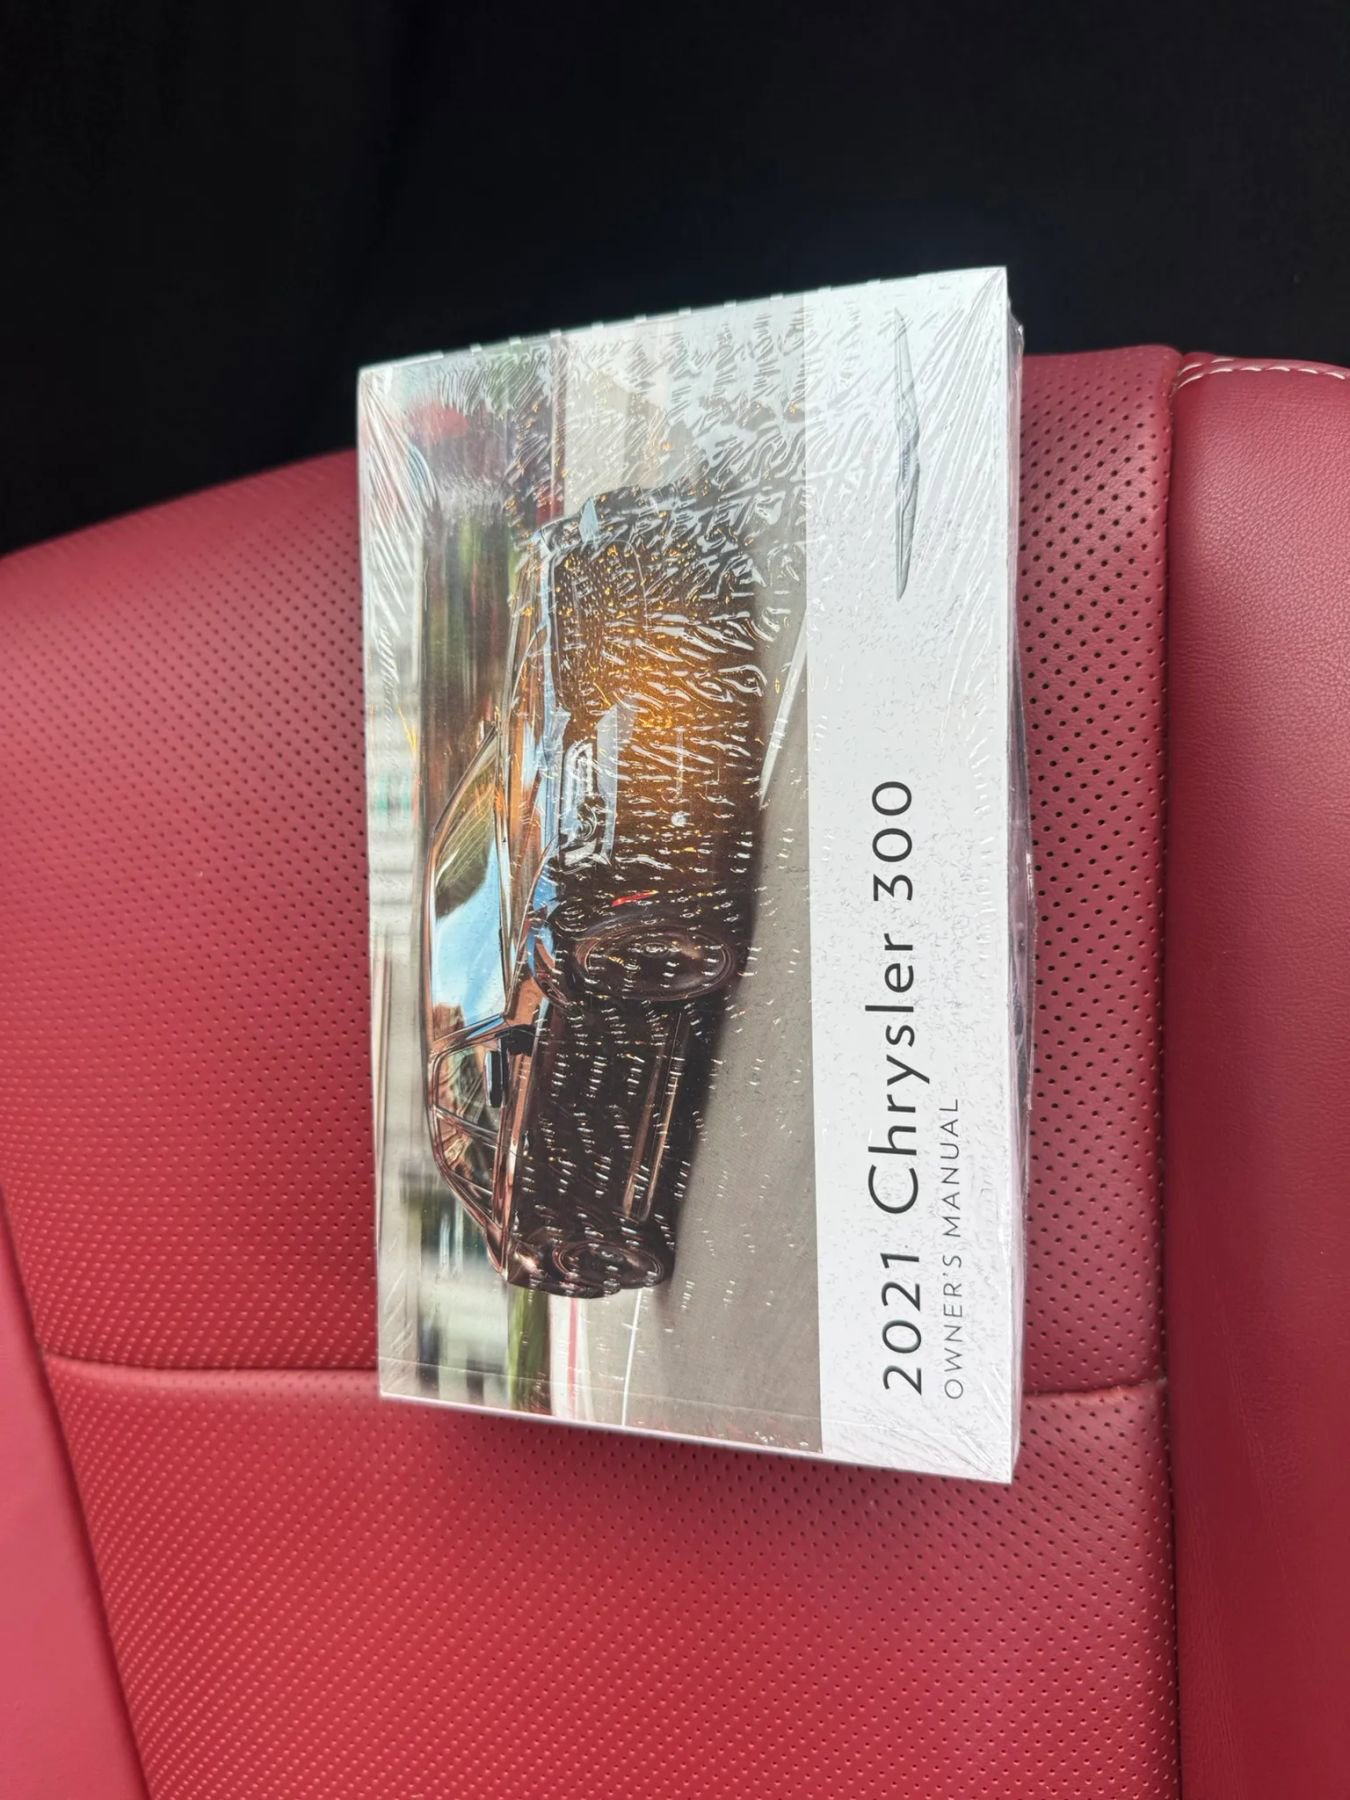 2021 Chrysler 300
OWNER'S MANUAL